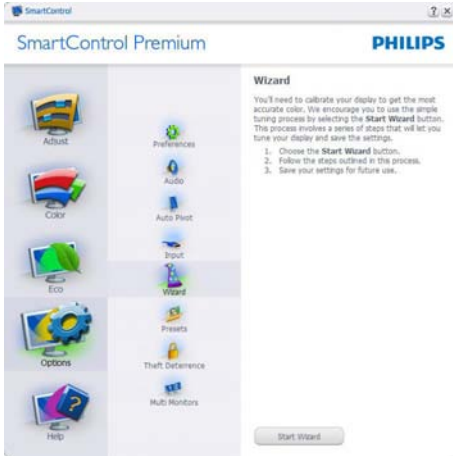 SmartControl
SmartControl Premium
PHILIPS
Adjust
Color
Eco
Options
Help
Preferences
Audio
Auto Pivot
Input
Wizard
Presets
Theft Deterrence
Multi Monitors
Wizard
You'll need to calibrate your display to get the most
accurate color. We encourage you to use the simple
tuning process by selecting the Start Wizard button.
This process involves a series of steps that will let you
tune your display and save the settings.
1. Choose the Start Wizard button.
2. Follow the steps outlined in the process.
3. Save your settings for future use.
Start Wizard